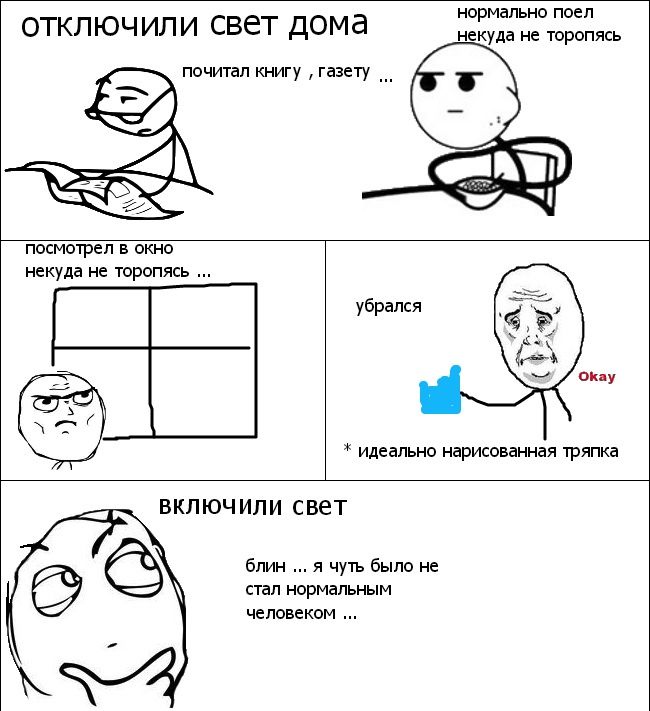 отключили свет дома
почитал книгу , газету ...
нормально поел
некуда не торопясь
посмотрел в окно
некуда не торопясь ...
убрался
Okay
* идеально нарисованная тряпка
включили свет
блин ... я чуть было не
стал нормальным
человеком ...